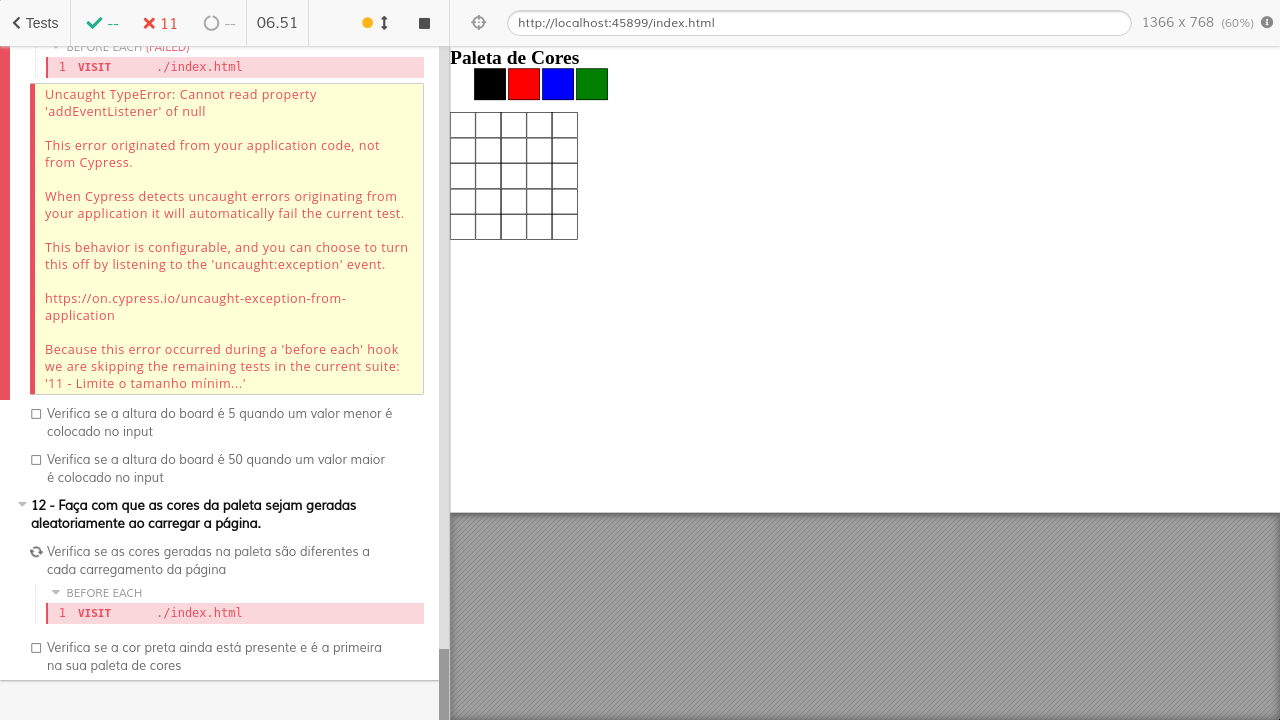 Tests
--
11
--
06.51
http://localhost:45899/index.html
1366 x 768 (60%)
BEFORE EACH (FAILED)
1 VISIT ./index.html
Uncaught TypeError: Cannot read property
'addEventListener' of null
This error originated from your application code, not
from Cypress.
When Cypress detects uncaught errors originating from
your application it will automatically fail the current test.
This behavior is configurable, and you can choose to turn
this off by listening to the 'uncaught:exception' event.
https://on.cypress.io/uncaught-exception-from-
application
Because this error occurred during a 'before each' hook
we are skipping the remaining tests in the current suite:
'11 - Limite o tamanho mínim...'
Verifica se a altura do board é 5 quando um valor menor é
colocado no input
Verifica se a altura do board é 50 quando um valor maior
é colocado no input
12 - Faça com que as cores da paleta sejam geradas
aleatoriamente ao carregar a página.
Verifica se as cores geradas na paleta são diferentes a
cada carregamento da página
BEFORE EACH
1 VISIT ./index.html
Verifica se a cor preta ainda está presente e é a primeira
na sua paleta de cores
Paleta de Cores